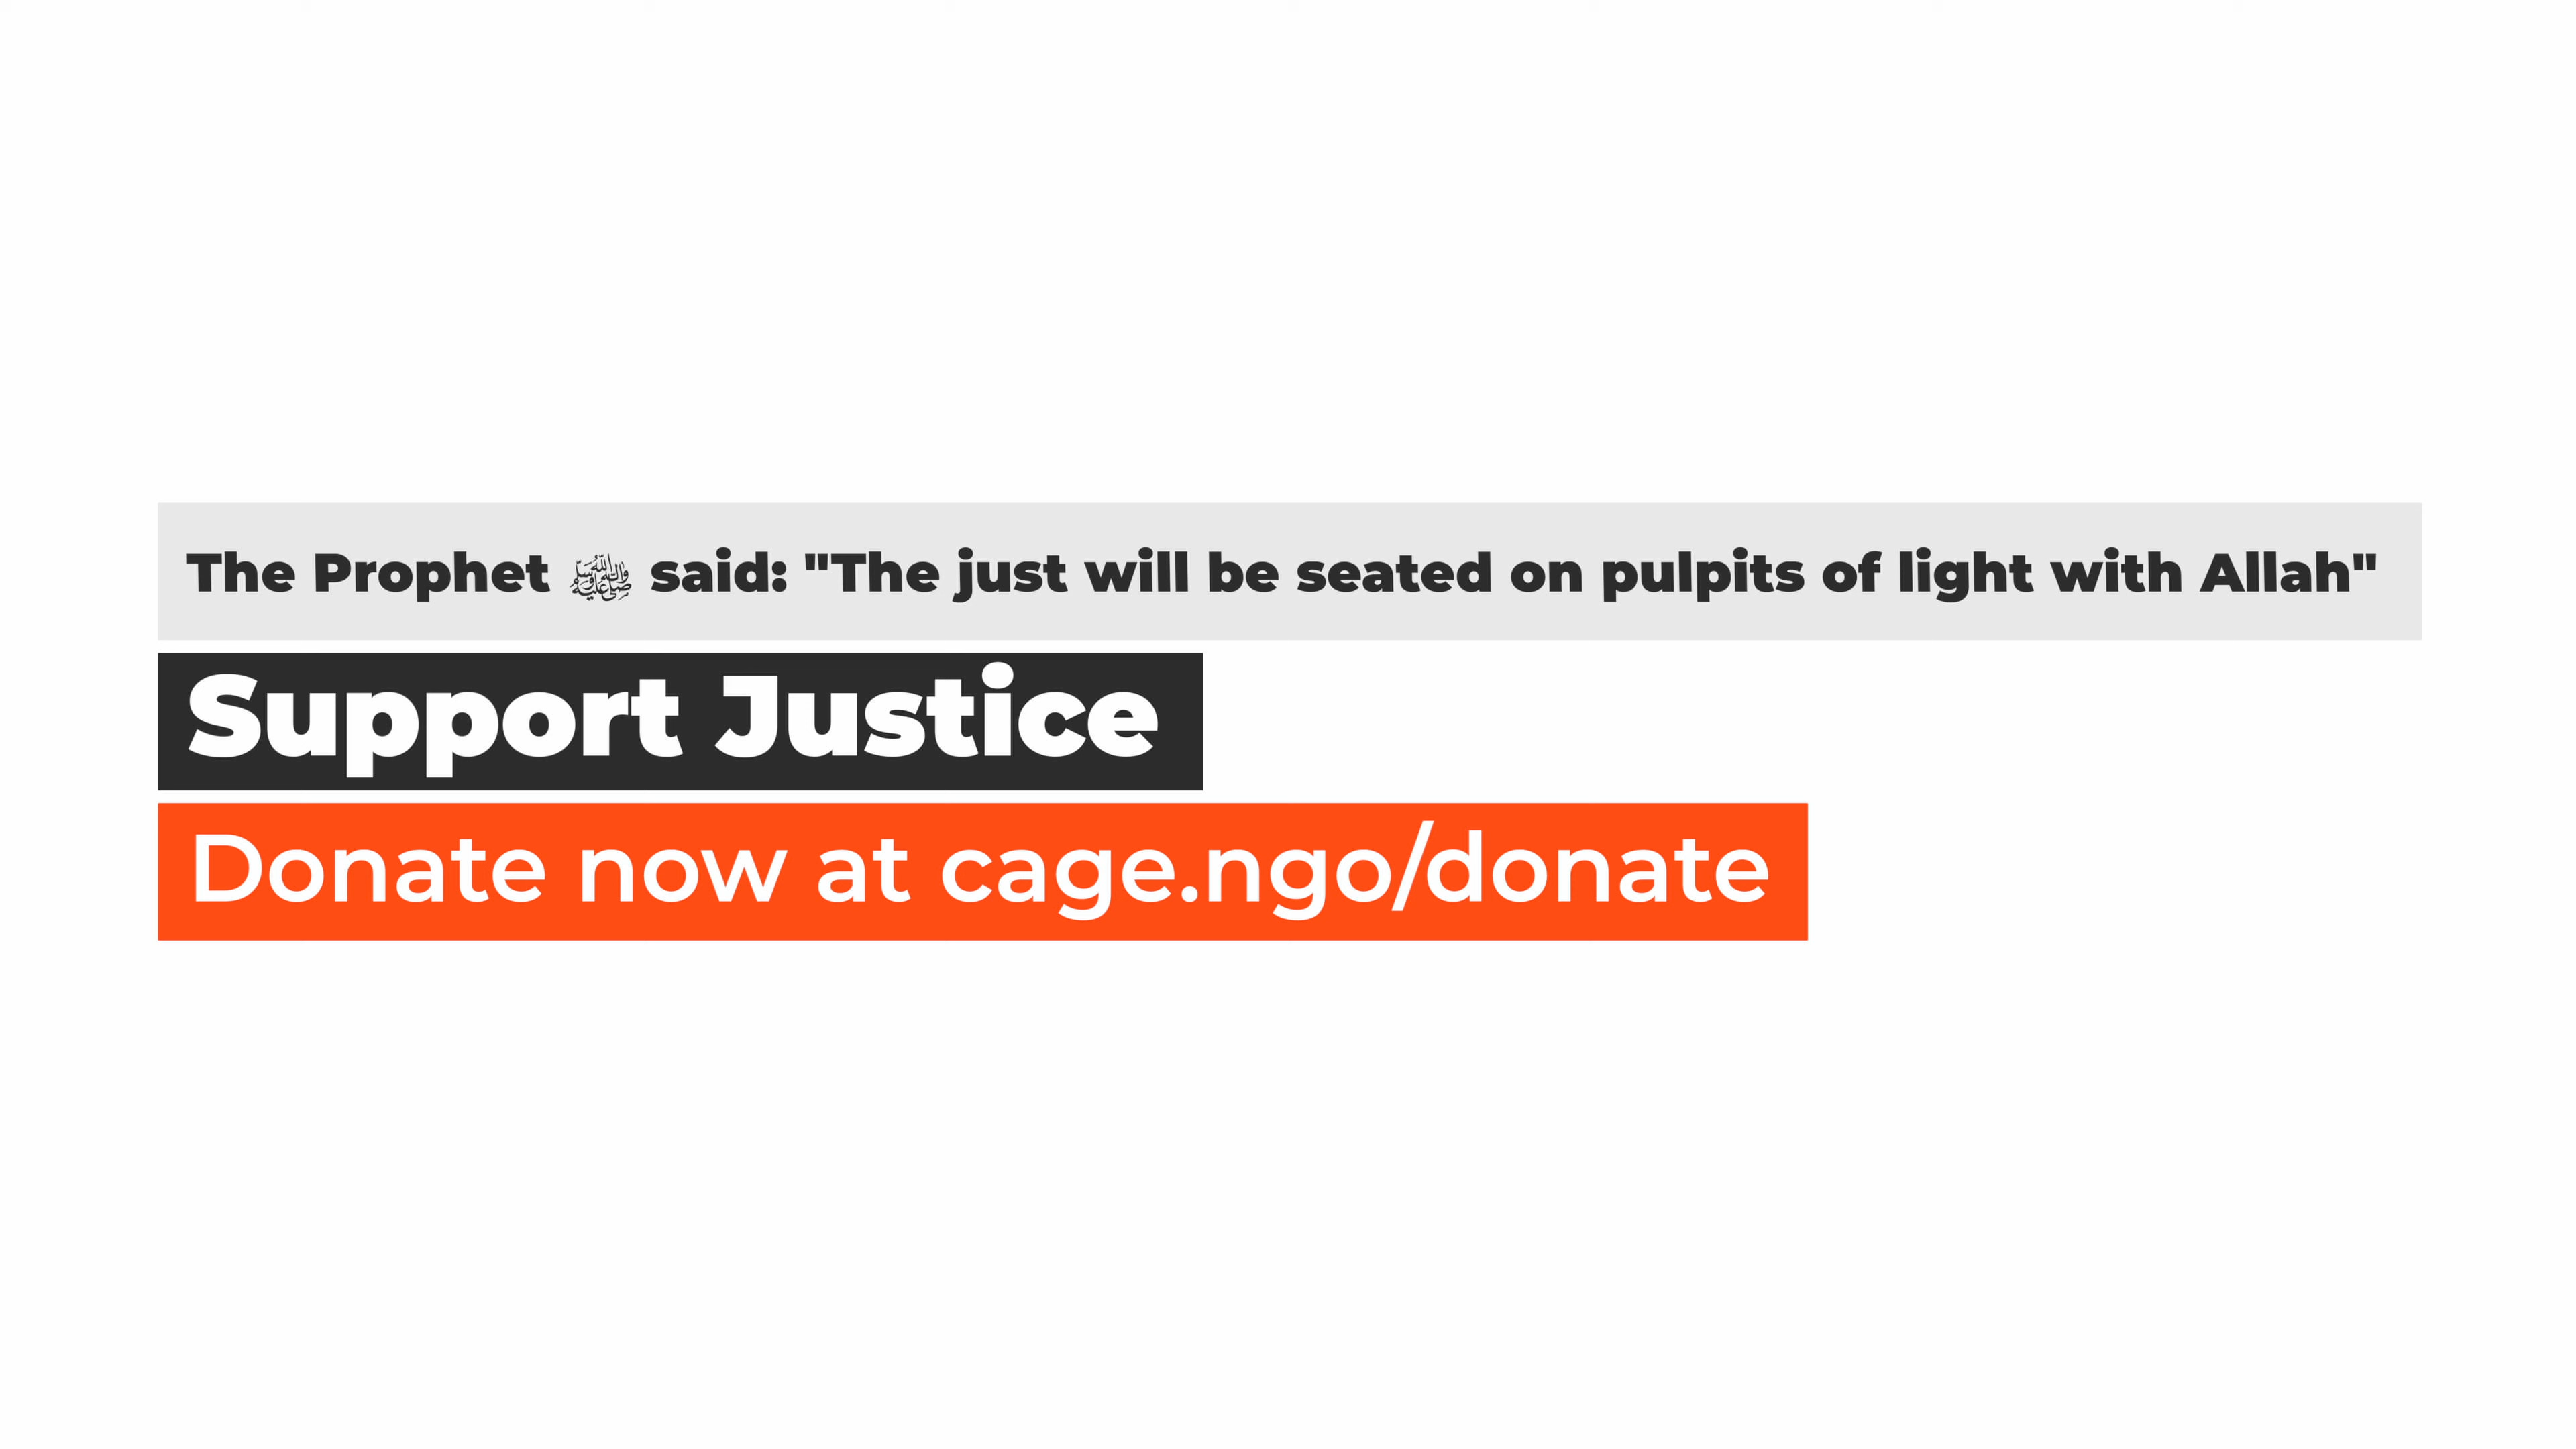 The Prophet ﷺ said: "The just will be seated on pulpits of light with Allah"
Support Justice
Donate now at cage.ngo/donate